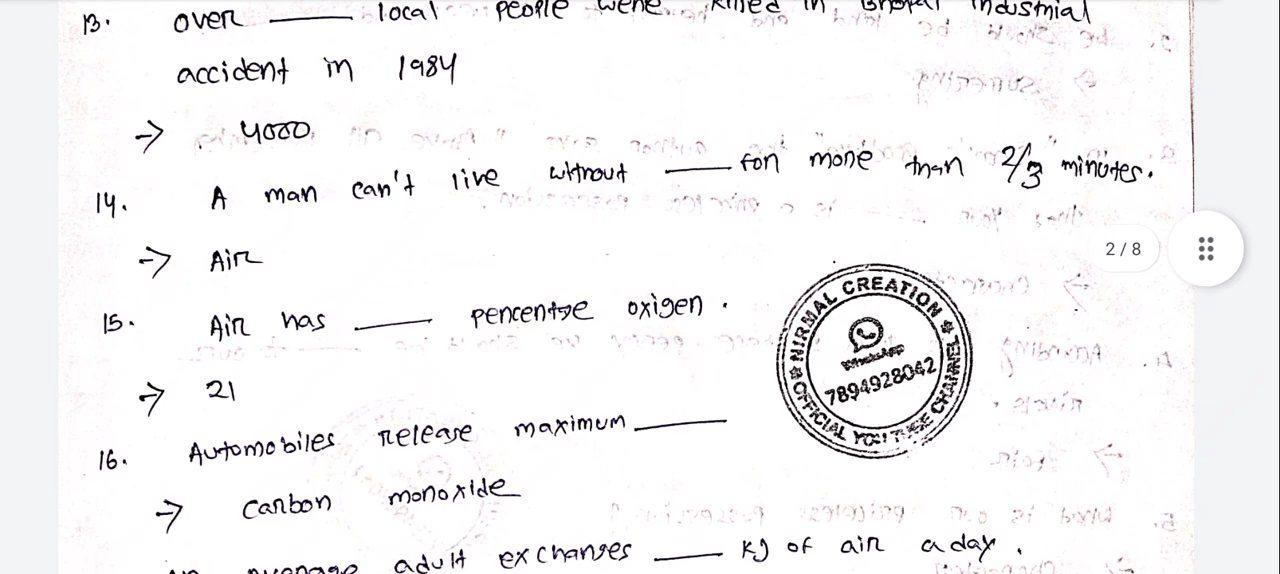 13. over ____ local people were killed in Bhopal industrial
accident in 1984
→ 4000
14. A man can't live without ____ for more than 2/3 minutes.
→ Air
15. Air has ____ percentge oxigen.
→ 21
16. Automobiles release maximum ____
→ carbon monoxide
average adult exchanges ____ kg of air a day.
2 / 8
NIRMAL CREATION
WhatsApp
7894928042
OFFICIAL YOUTUBE CHANNEL